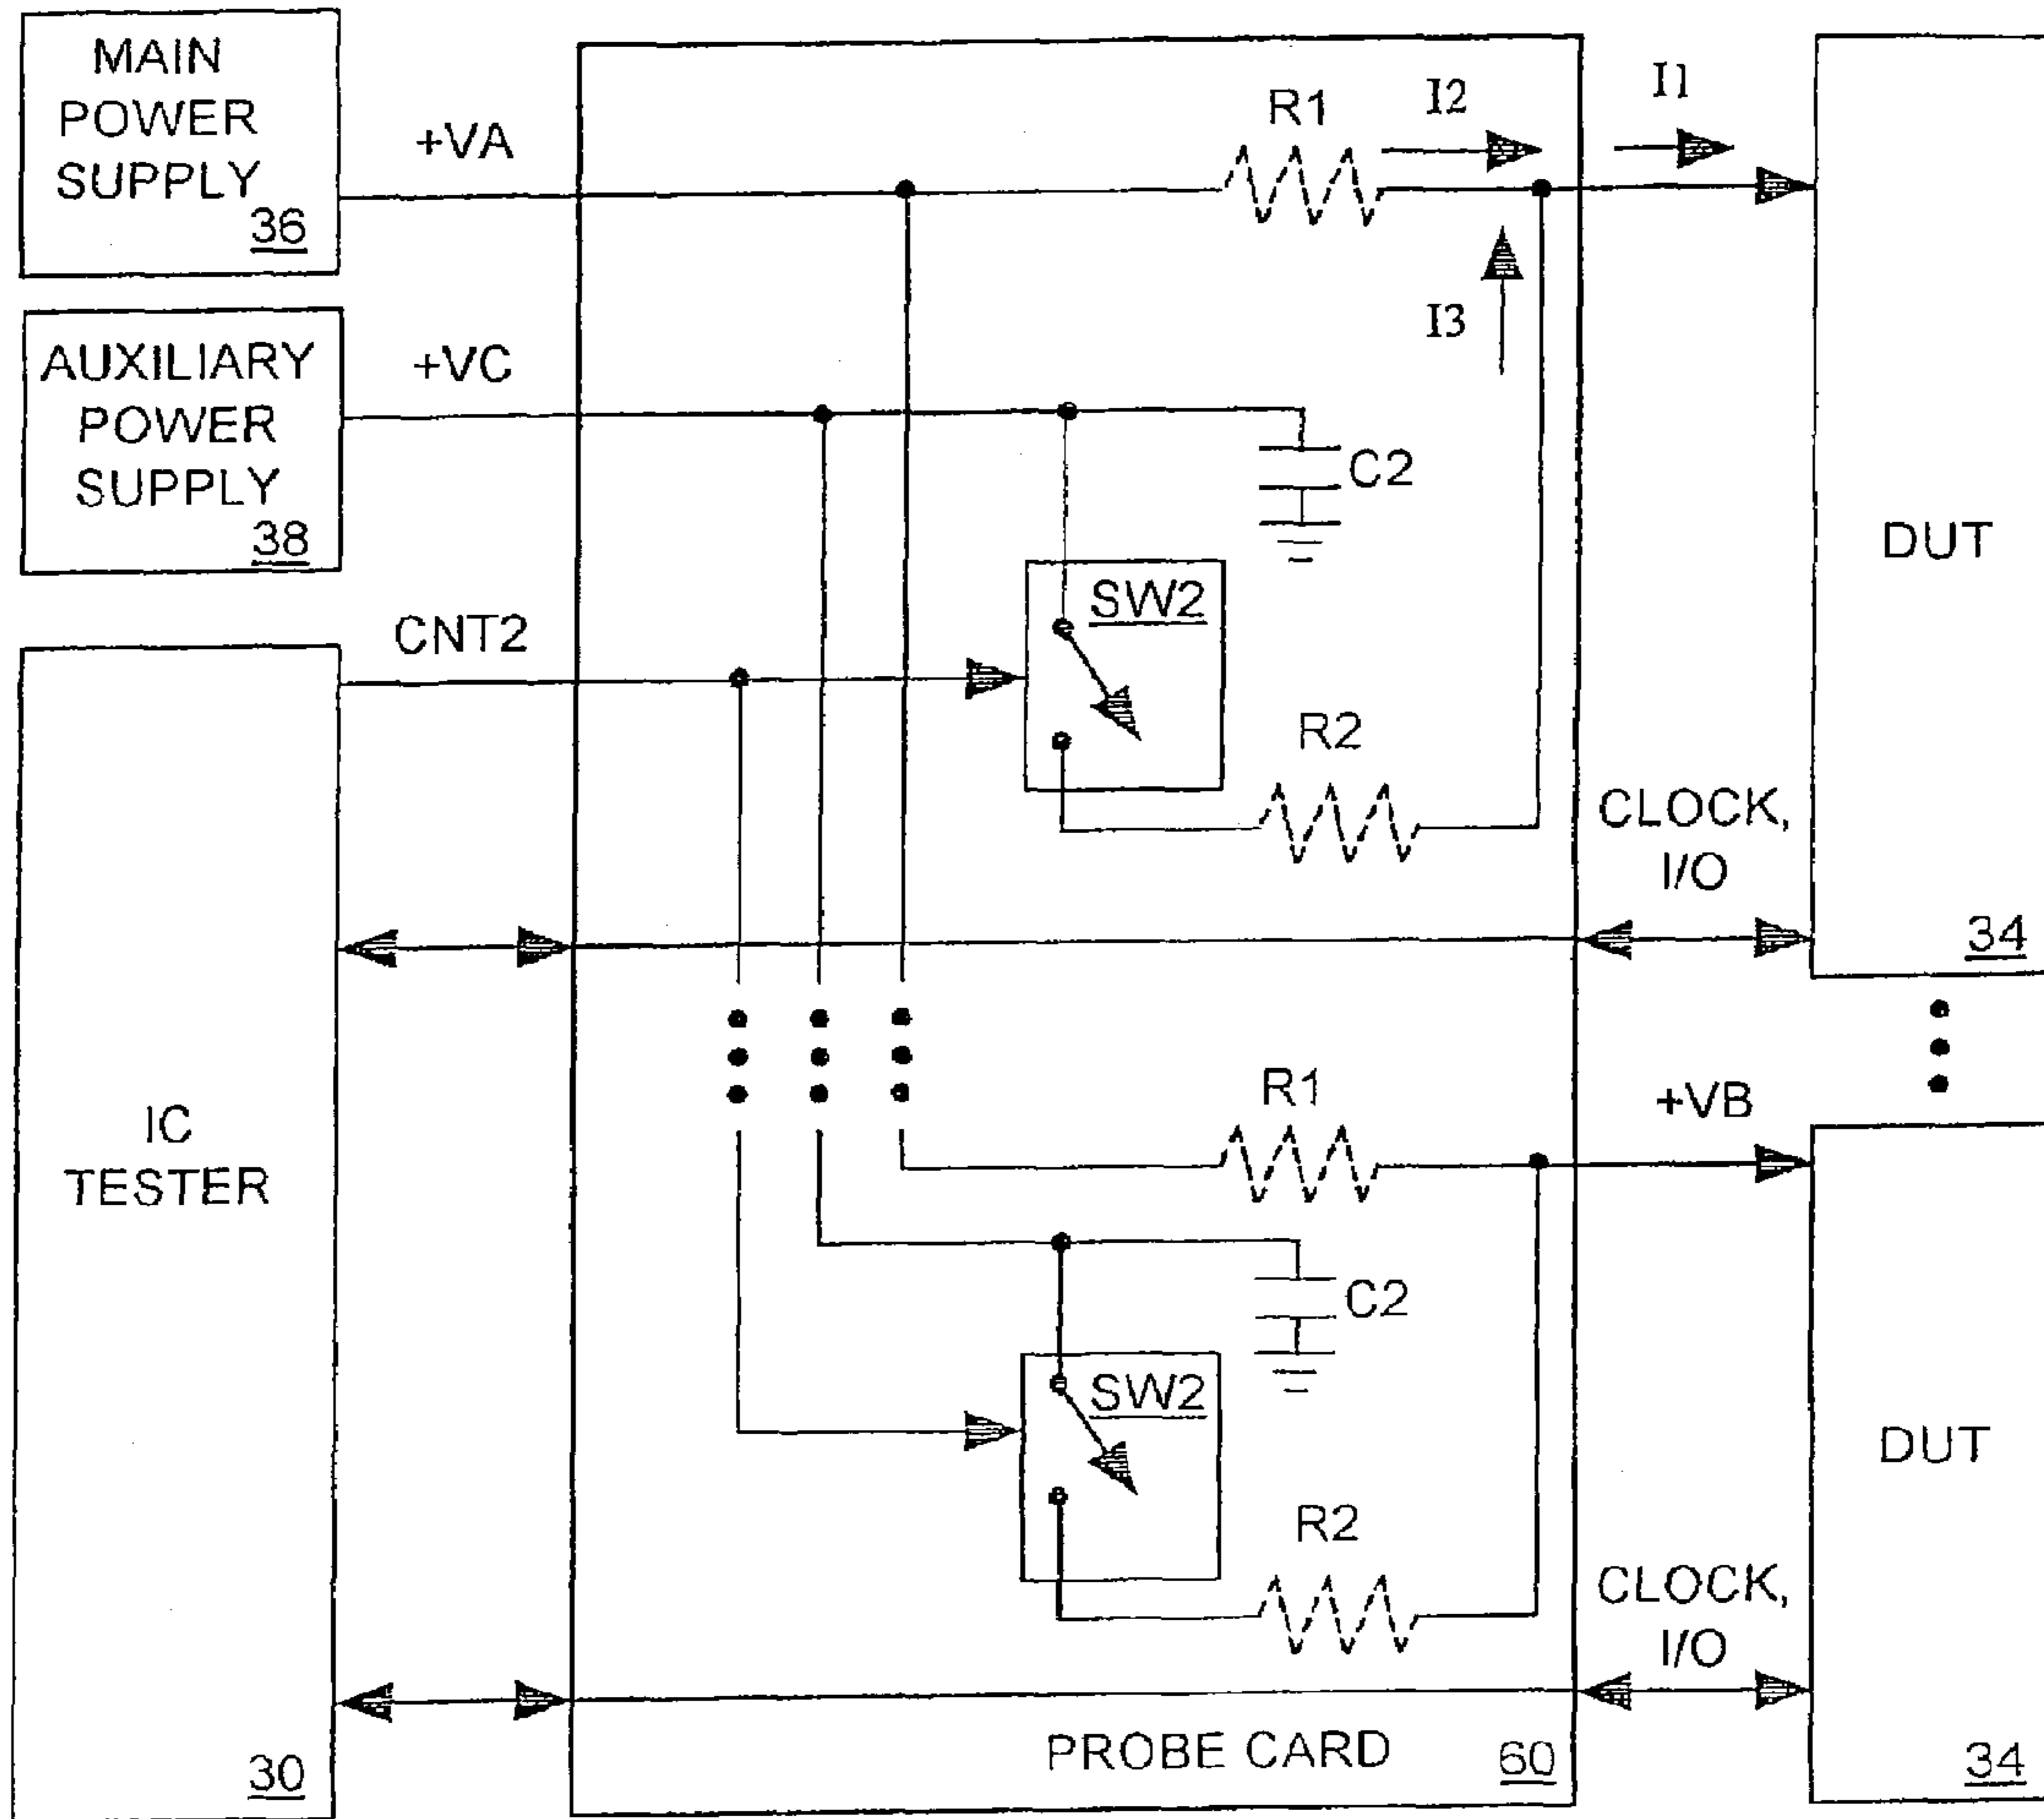 MAIN
POWER
SUPPLY
36
+VA
R1
I2
I1
AUXILIARY
POWER
SUPPLY
38
+VC
I3
C2
DUT
CNT2
SW2
R2
CLOCK,
I/O
34
IC
TESTER
30
R1
+VB
C2
SW2
DUT
R2
CLOCK,
I/O
PROBE CARD
60
34